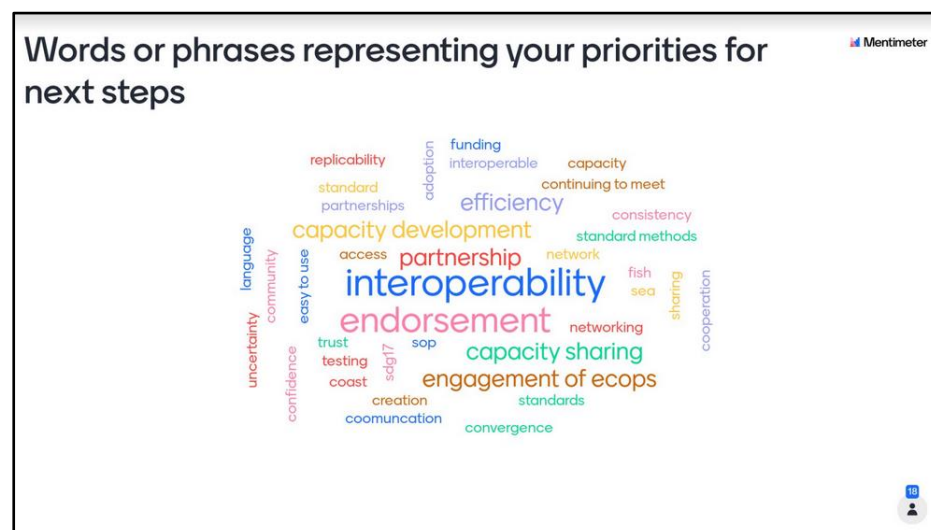 Words or phrases representing your priorities for
next steps
Mentimeter
funding
replicability
adoption
interoperable
capacity
standard
continuing to meet
partnerships
efficiency
consistency
capacity development
standard methods
language
community
easy to use
access
partnership
network
interoperability
fish
sea
sharing
cooperation
endorsement
networking
uncertainty
confidence
trust
sdg17
sop
testing
capacity sharing
coast
engagement of ecops
creation
standards
coomuncation
convergence
18